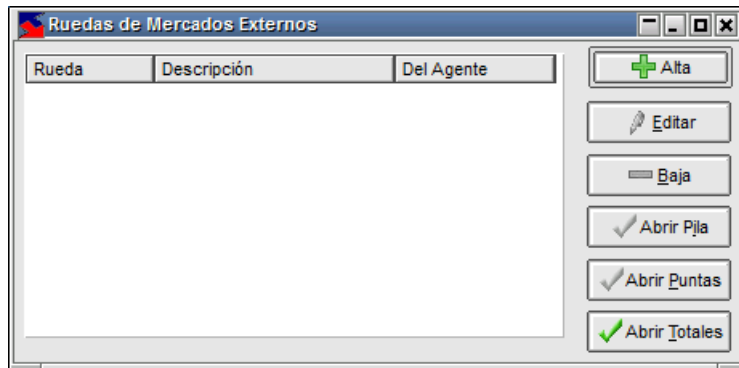 Ruedas de Mercados Externos
Rueda Descripción Del Agente
Alta
Editar
Baja
Abrir Pila
Abrir Puntas
Abrir Totales